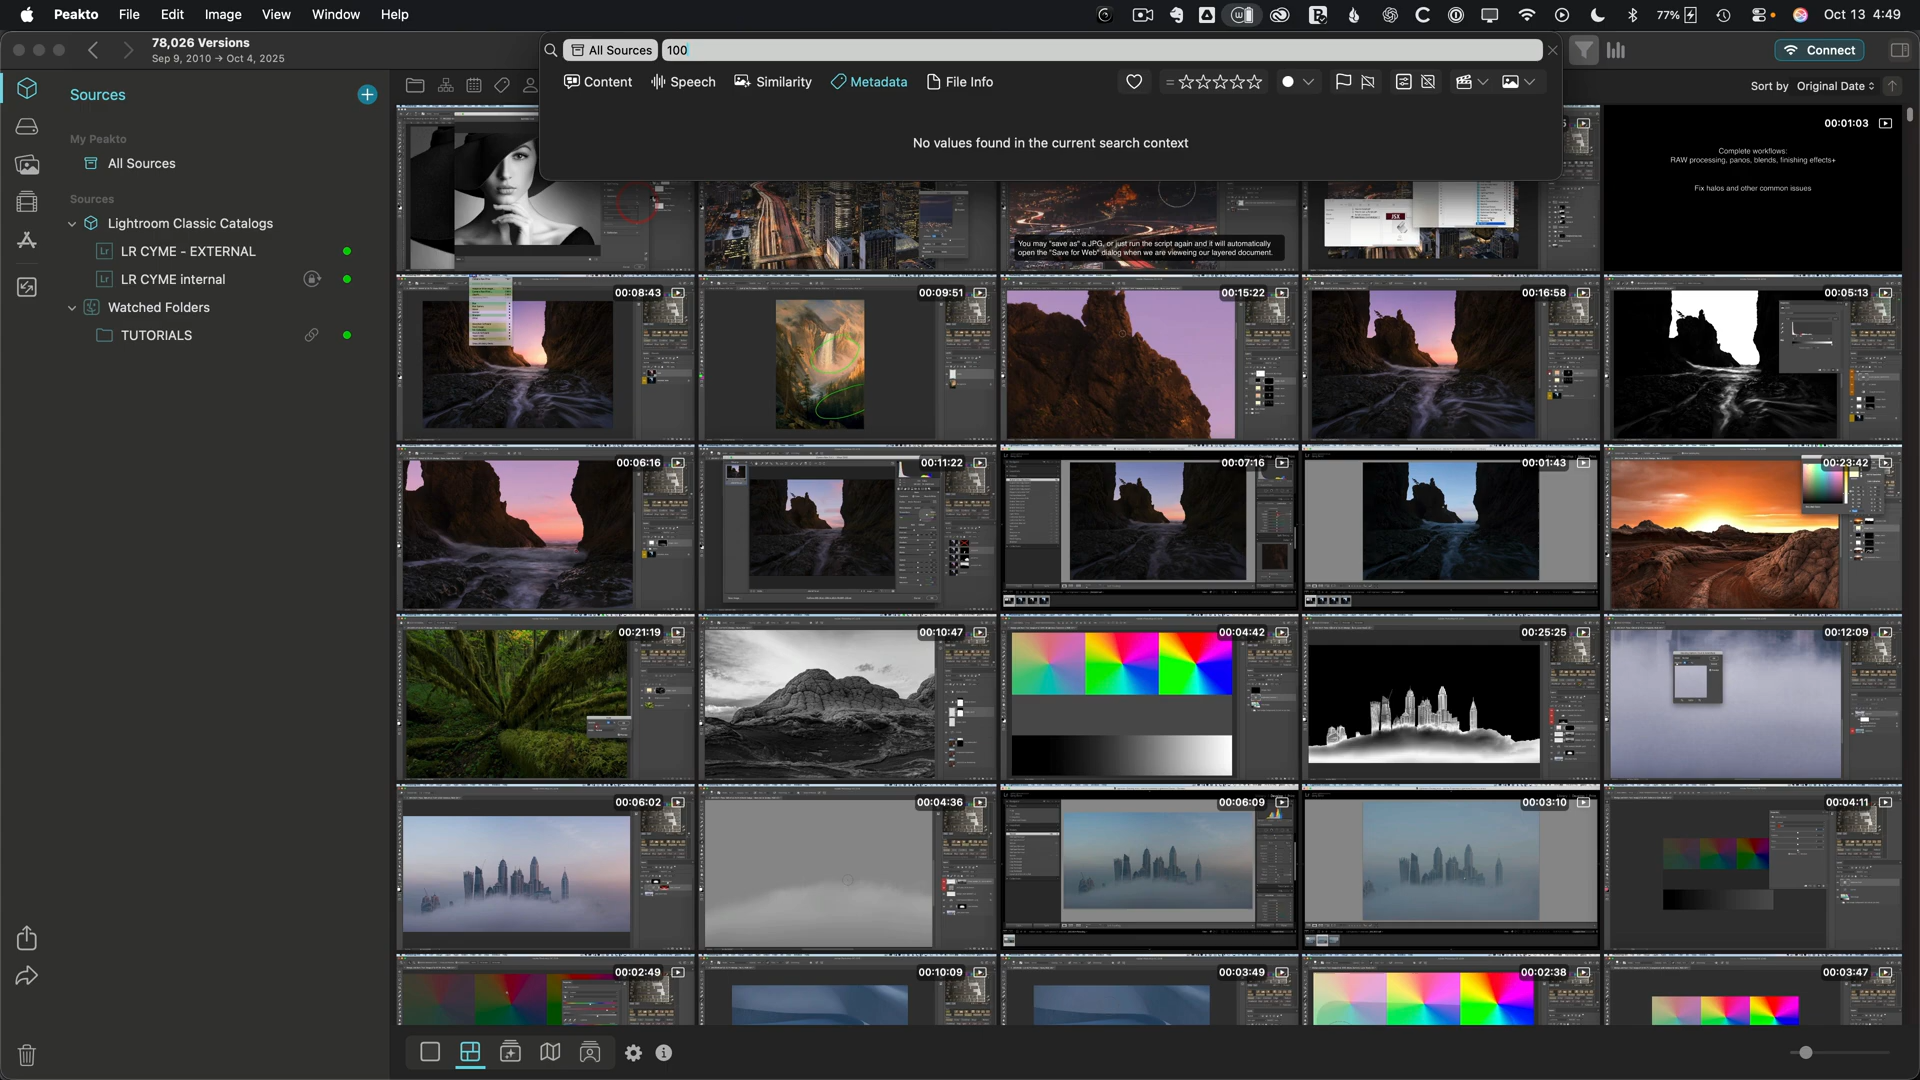 Peakto File Edit Image View Window Help
77% Oct 13 4:49
78,026 Versions
Sep 9, 2010 → Oct 4, 2025
All Sources 100
Connect
Content Speech Similarity Metadata File Info
Sort by Original Date
No values found in the current search context
Sources
My Peakto
All Sources
Sources
Lightroom Classic Catalogs
Lr LR CYME - EXTERNAL
Lr LR CYME internal
Watched Folders
TUTORIALS
00:01:03
Complete workflows:
RAW processing, panos, blends, finishing effects+
Fix halos and other common issues
JSX
You may "save as" a JPG, or just run the script again and it will automatically
open the "Save for Web" dialog when we are vieweing our layered document.
00:08:43 00:09:51 00:15:22 00:16:58 00:05:13
00:06:16 00:11:22 00:07:16 00:01:43 00:23:42
00:21:19 00:10:47 00:04:42 00:25:25 00:12:09
00:06:02 00:04:36 00:06:09 00:03:10 00:04:11
00:02:49 00:10:09 00:03:49 00:02:38 00:03:47